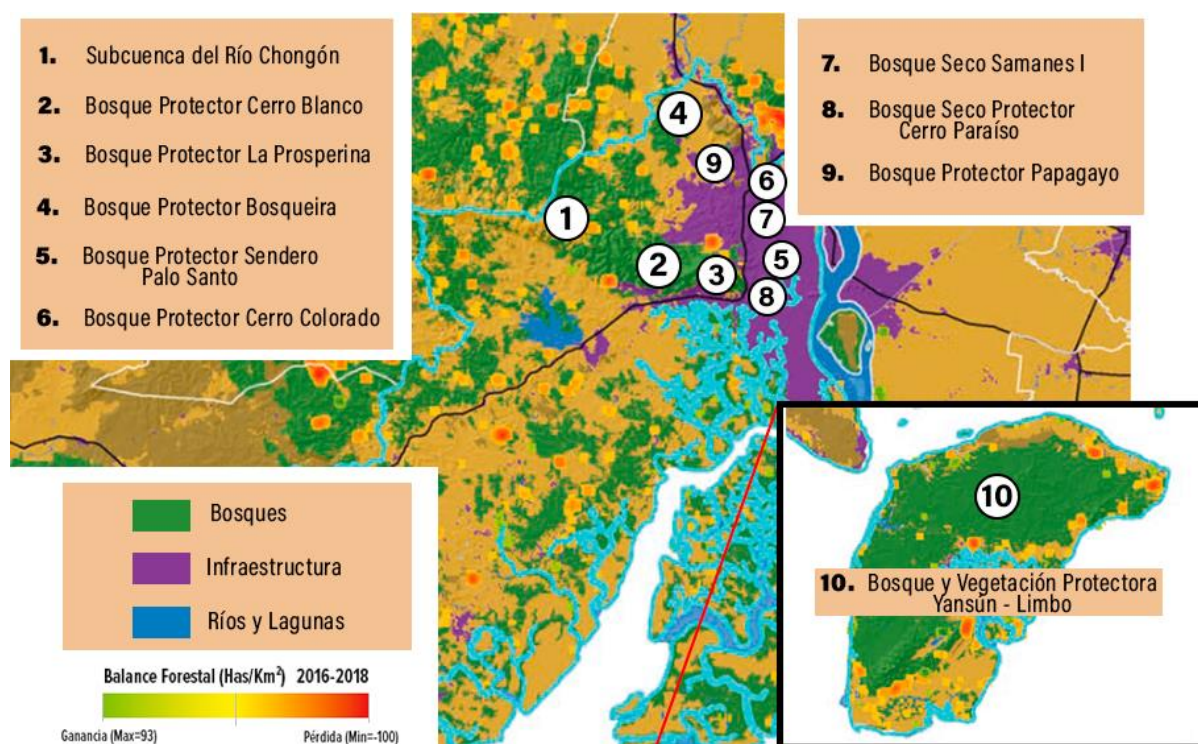 1. Subcuenca del Río Chongón
2. Bosque Protector Cerro Blanco
3. Bosque Protector La Prosperina
4. Bosque Protector Bosqueira
5. Bosque Protector Sendero
Palo Santo
6. Bosque Protector Cerro Colorado
7. Bosque Seco Samanes I
8. Bosque Seco Protector
Cerro Paraíso
9. Bosque Protector Papagayo
4
9
6
1
7
2
3
5
8
10
10. Bosque y Vegetación Protectora
Yansún - Limbo
Bosques
Infraestructura
Ríos y Lagunas
Balance Forestal (Has/Km²) 2016-2018
Ganancia (Max=93) Pérdida (Min=-100)